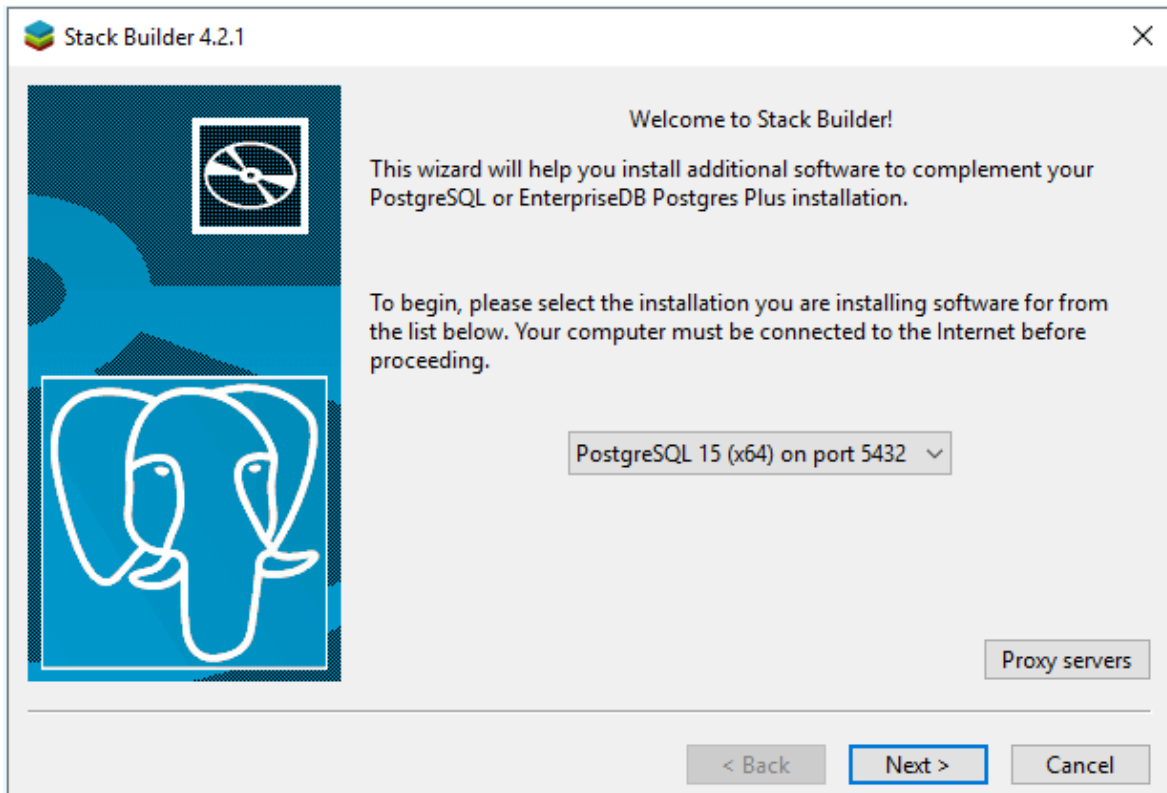 Stack Builder 4.2.1
Welcome to Stack Builder!
This wizard will help you install additional software to complement your
PostgreSQL or EnterpriseDB Postgres Plus installation.
To begin, please select the installation you are installing software for from
the list below. Your computer must be connected to the Internet before
proceeding.
PostgreSQL 15 (x64) on port 5432
Proxy servers
< Back
Next >
Cancel